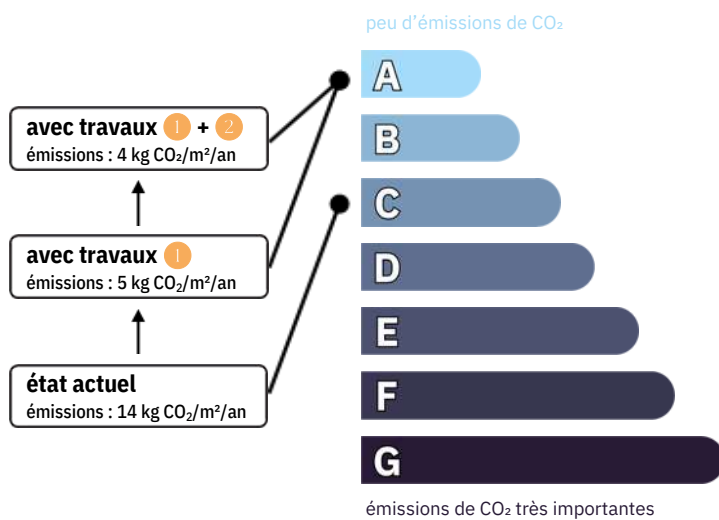 peu d'émissions de CO₂
A
avec travaux 1 + 2
émissions : 4 kg CO₂/m²/an
B
C
avec travaux 1
émissions : 5 kg CO₂/m²/an
D
E
état actuel
émissions : 14 kg CO₂/m²/an
F
G
émissions de CO₂ très importantes